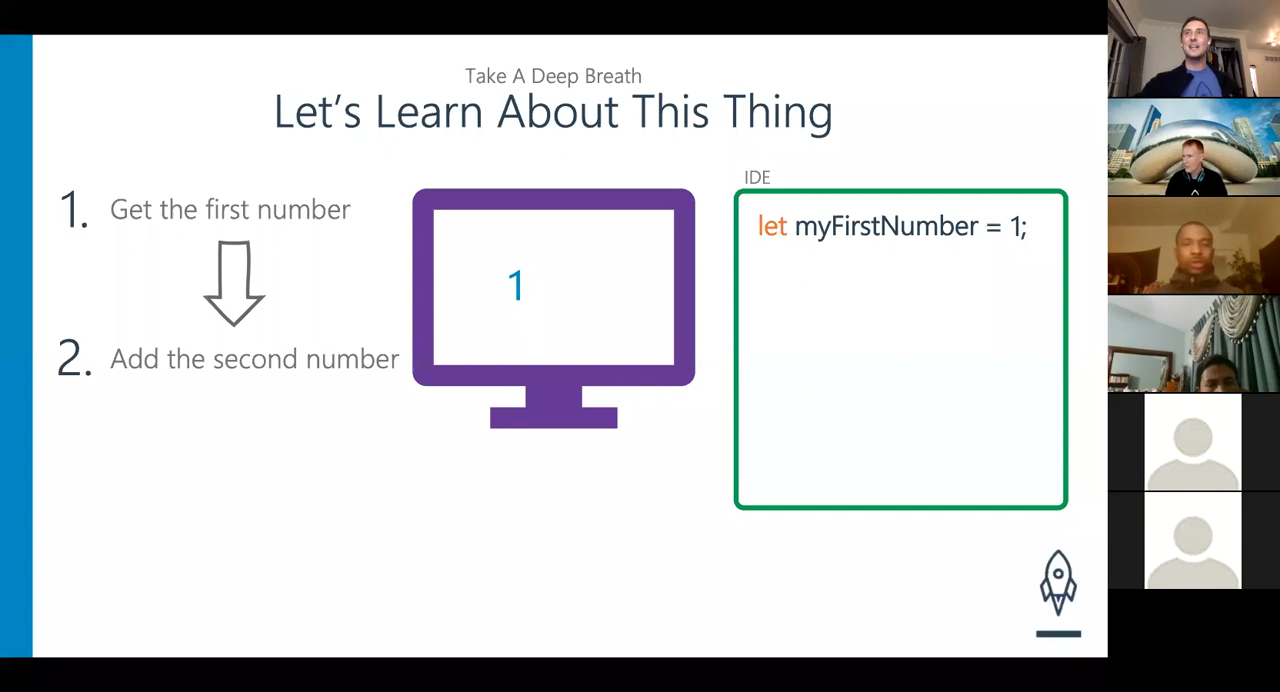 Take A Deep Breath
Let's Learn About This Thing
1. Get the first number
2. Add the second number
1
IDE
let myFirstNumber = 1;